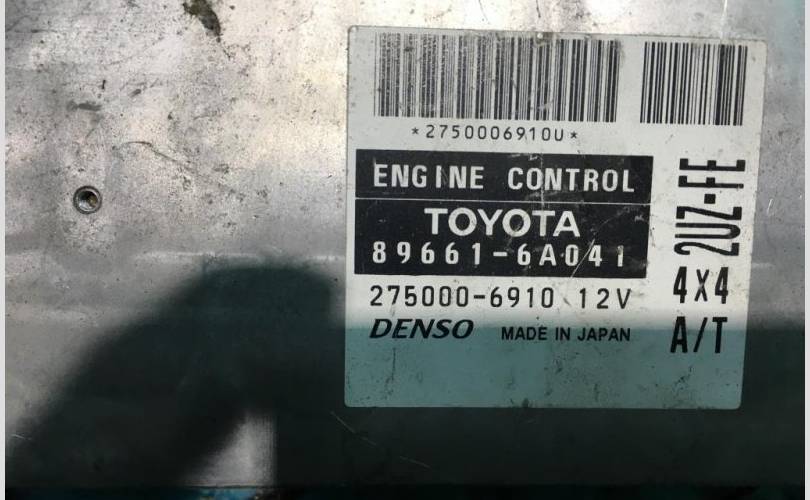 *2750006910U*
ENGINE CONTROL
TOYOTA
89661-6A041
275000-6910 12V
DENSO MADE IN JAPAN
2UZ-FE
4X4
A/T